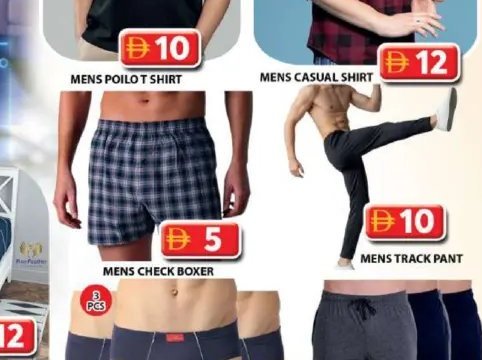 10
12
MENS POILO T SHIRT
MENS CASUAL SHIRT
5
10
MENS CHECK BOXER
MENS TRACK PANT
3
PCS
12